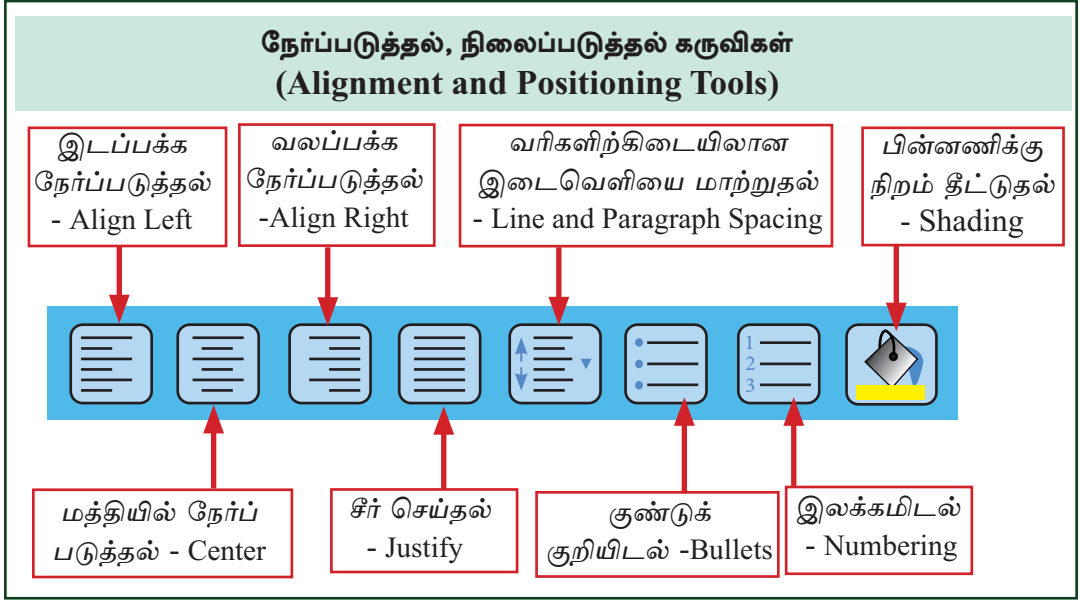 நேர்ப்படுத்தல், நிலைப்படுத்தல் கருவிகள்
(Alignment and Positioning Tools)
இடப்பக்க
நேர்ப்படுத்தல்
- Align Left
வலப்பக்க
நேர்ப்படுத்தல்
-Align Right
வரிகளிற்கிடையிலான
இடைவெளியை மாற்றுதல்
- Line and Paragraph Spacing
பின்னணிக்கு
நிறம் தீட்டுதல்
- Shading
1
2
3
மத்தியில் நேர்ப்
படுத்தல் - Center
சீர் செய்தல்
- Justify
குண்டுக்
குறியிடல் -Bullets
இலக்கமிடல்
- Numbering